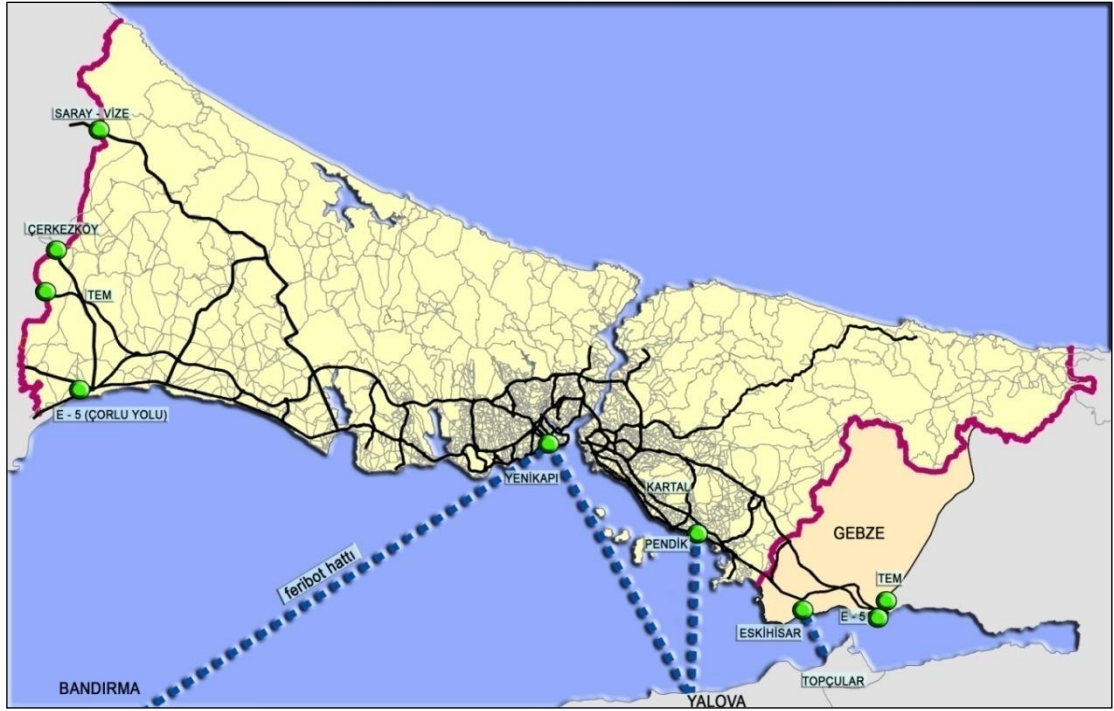 SARAY - VİZE
ÇERKEZKÖY
TEM
E - 5 (ÇORLU YOLU)
YENİKAPI
KARTAL
PENDİK
GEBZE
TEM
E - 5
ESKİHİSAR
TOPÇULAR
feribot hattı
BANDIRMA
YALOVA